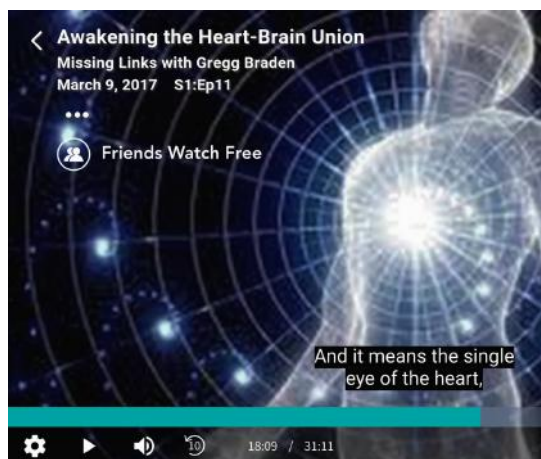 Awakening the Heart-Brain Union
Missing Links with Gregg Braden
March 9, 2017 S1:Ep11
Friends Watch Free
And it means the single
eye of the heart,
10
18:09 / 31:11